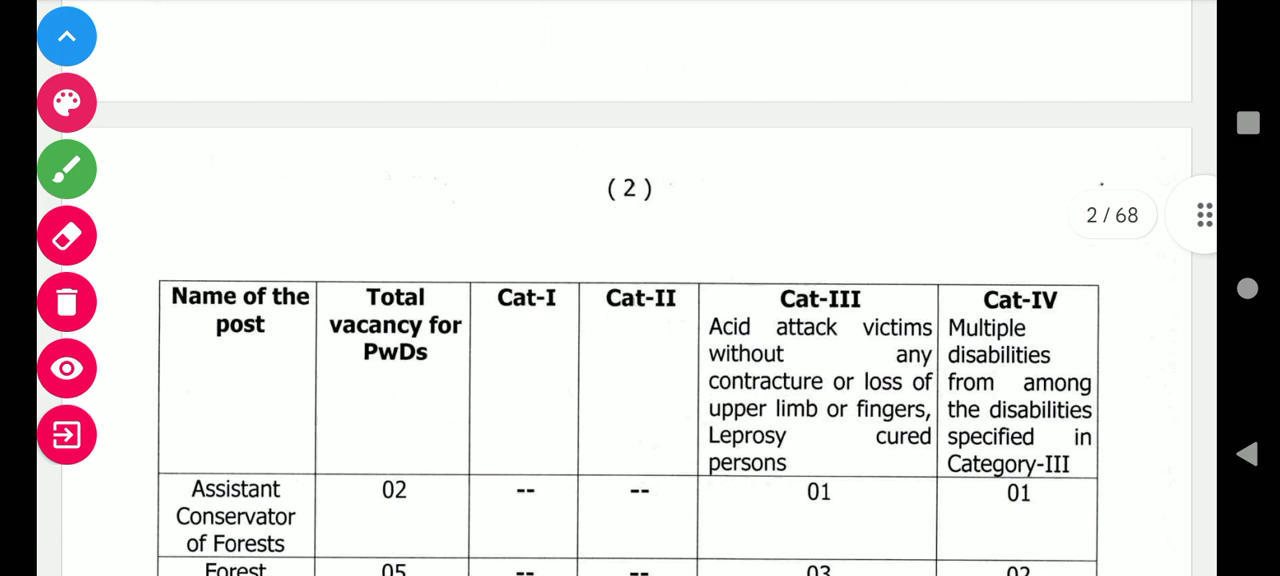 ( 2 )
2 / 68
Name of the post | Total vacancy for PwDs | Cat-I | Cat-II | Cat-III | Cat-IV
Acid attack victims
without any
contracture or loss of
upper limb or fingers,
Leprosy cured
persons
Multiple
disabilities
from among
the disabilities
specified in
Category-III
Assistant Conservator of Forests | 02 | -- | -- | 01 | 01
Forest | 05 | -- | -- | 03 | 02